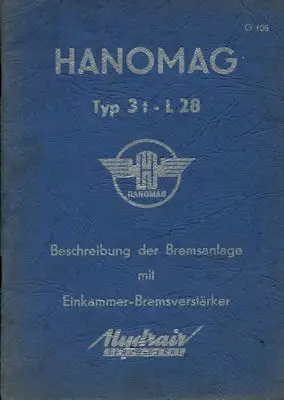 G 108
HANOMAG
Typ 3 t - L 28
HANOMAG
Beschreibung der Bremsanlage
mit
Einkammer-Bremsverstärker
Hydrair